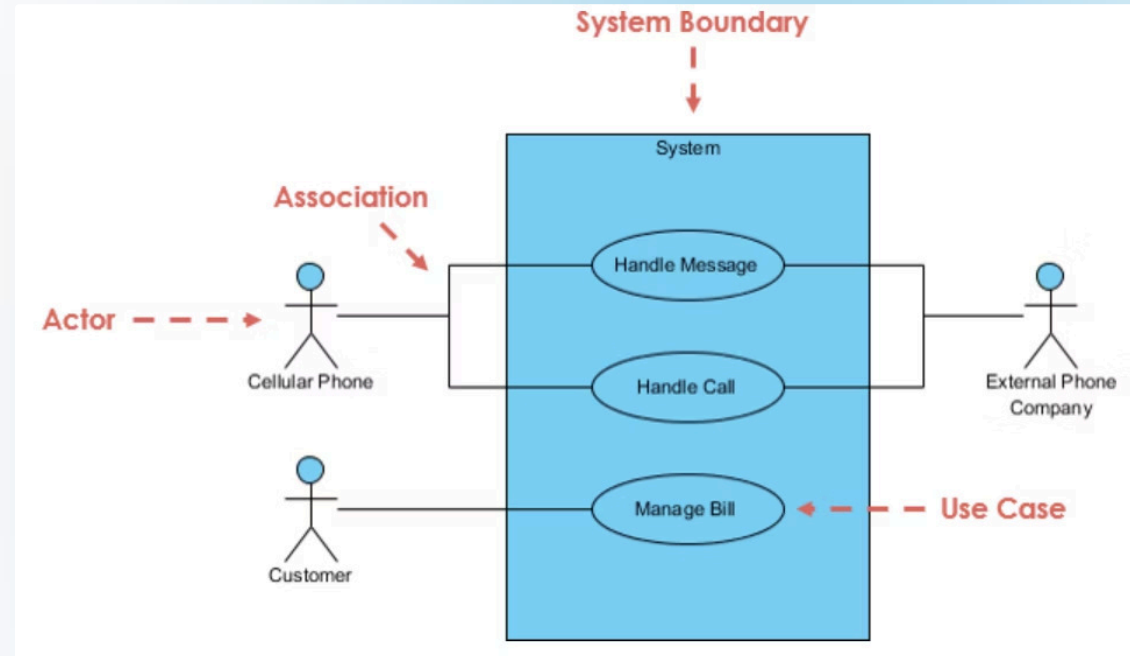 System Boundary
System
Association
Handle Message
Actor
Cellular Phone
Handle Call
External Phone
Company
Manage Bill
Use Case
Customer